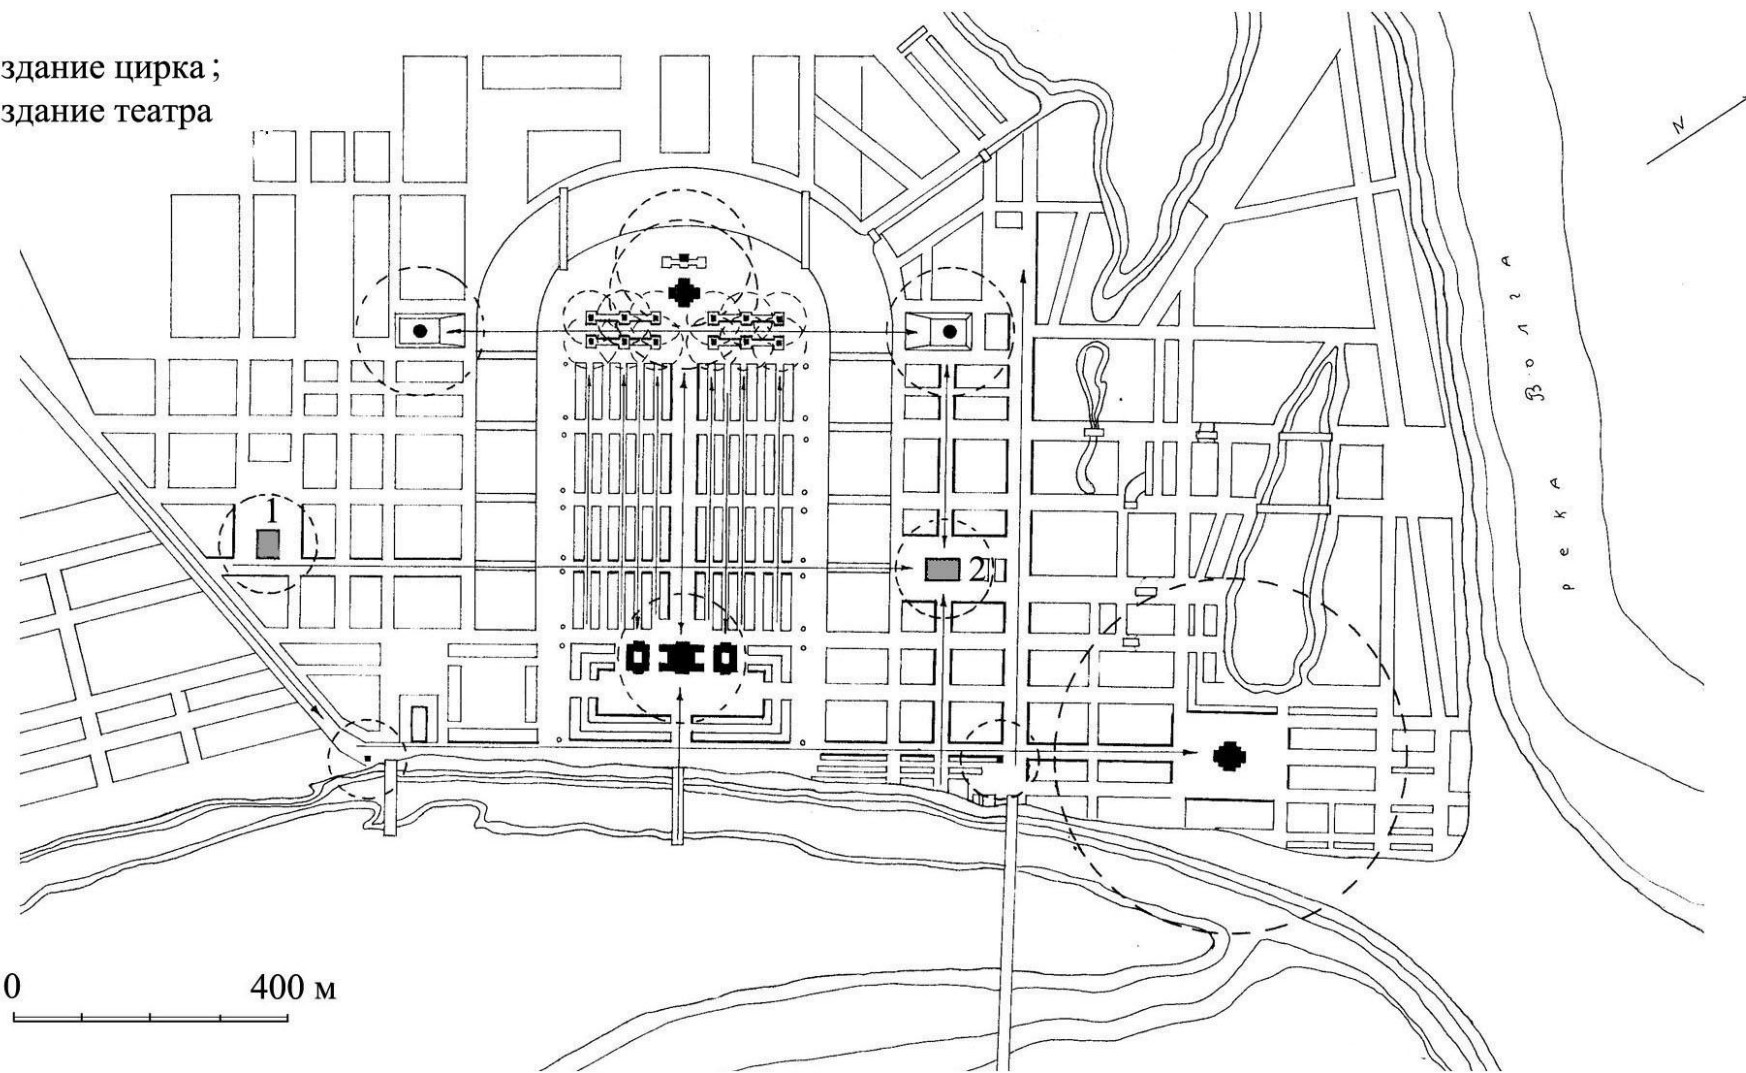 здание цирка;
здание театра
N
1
2
река Волга
0 400 м